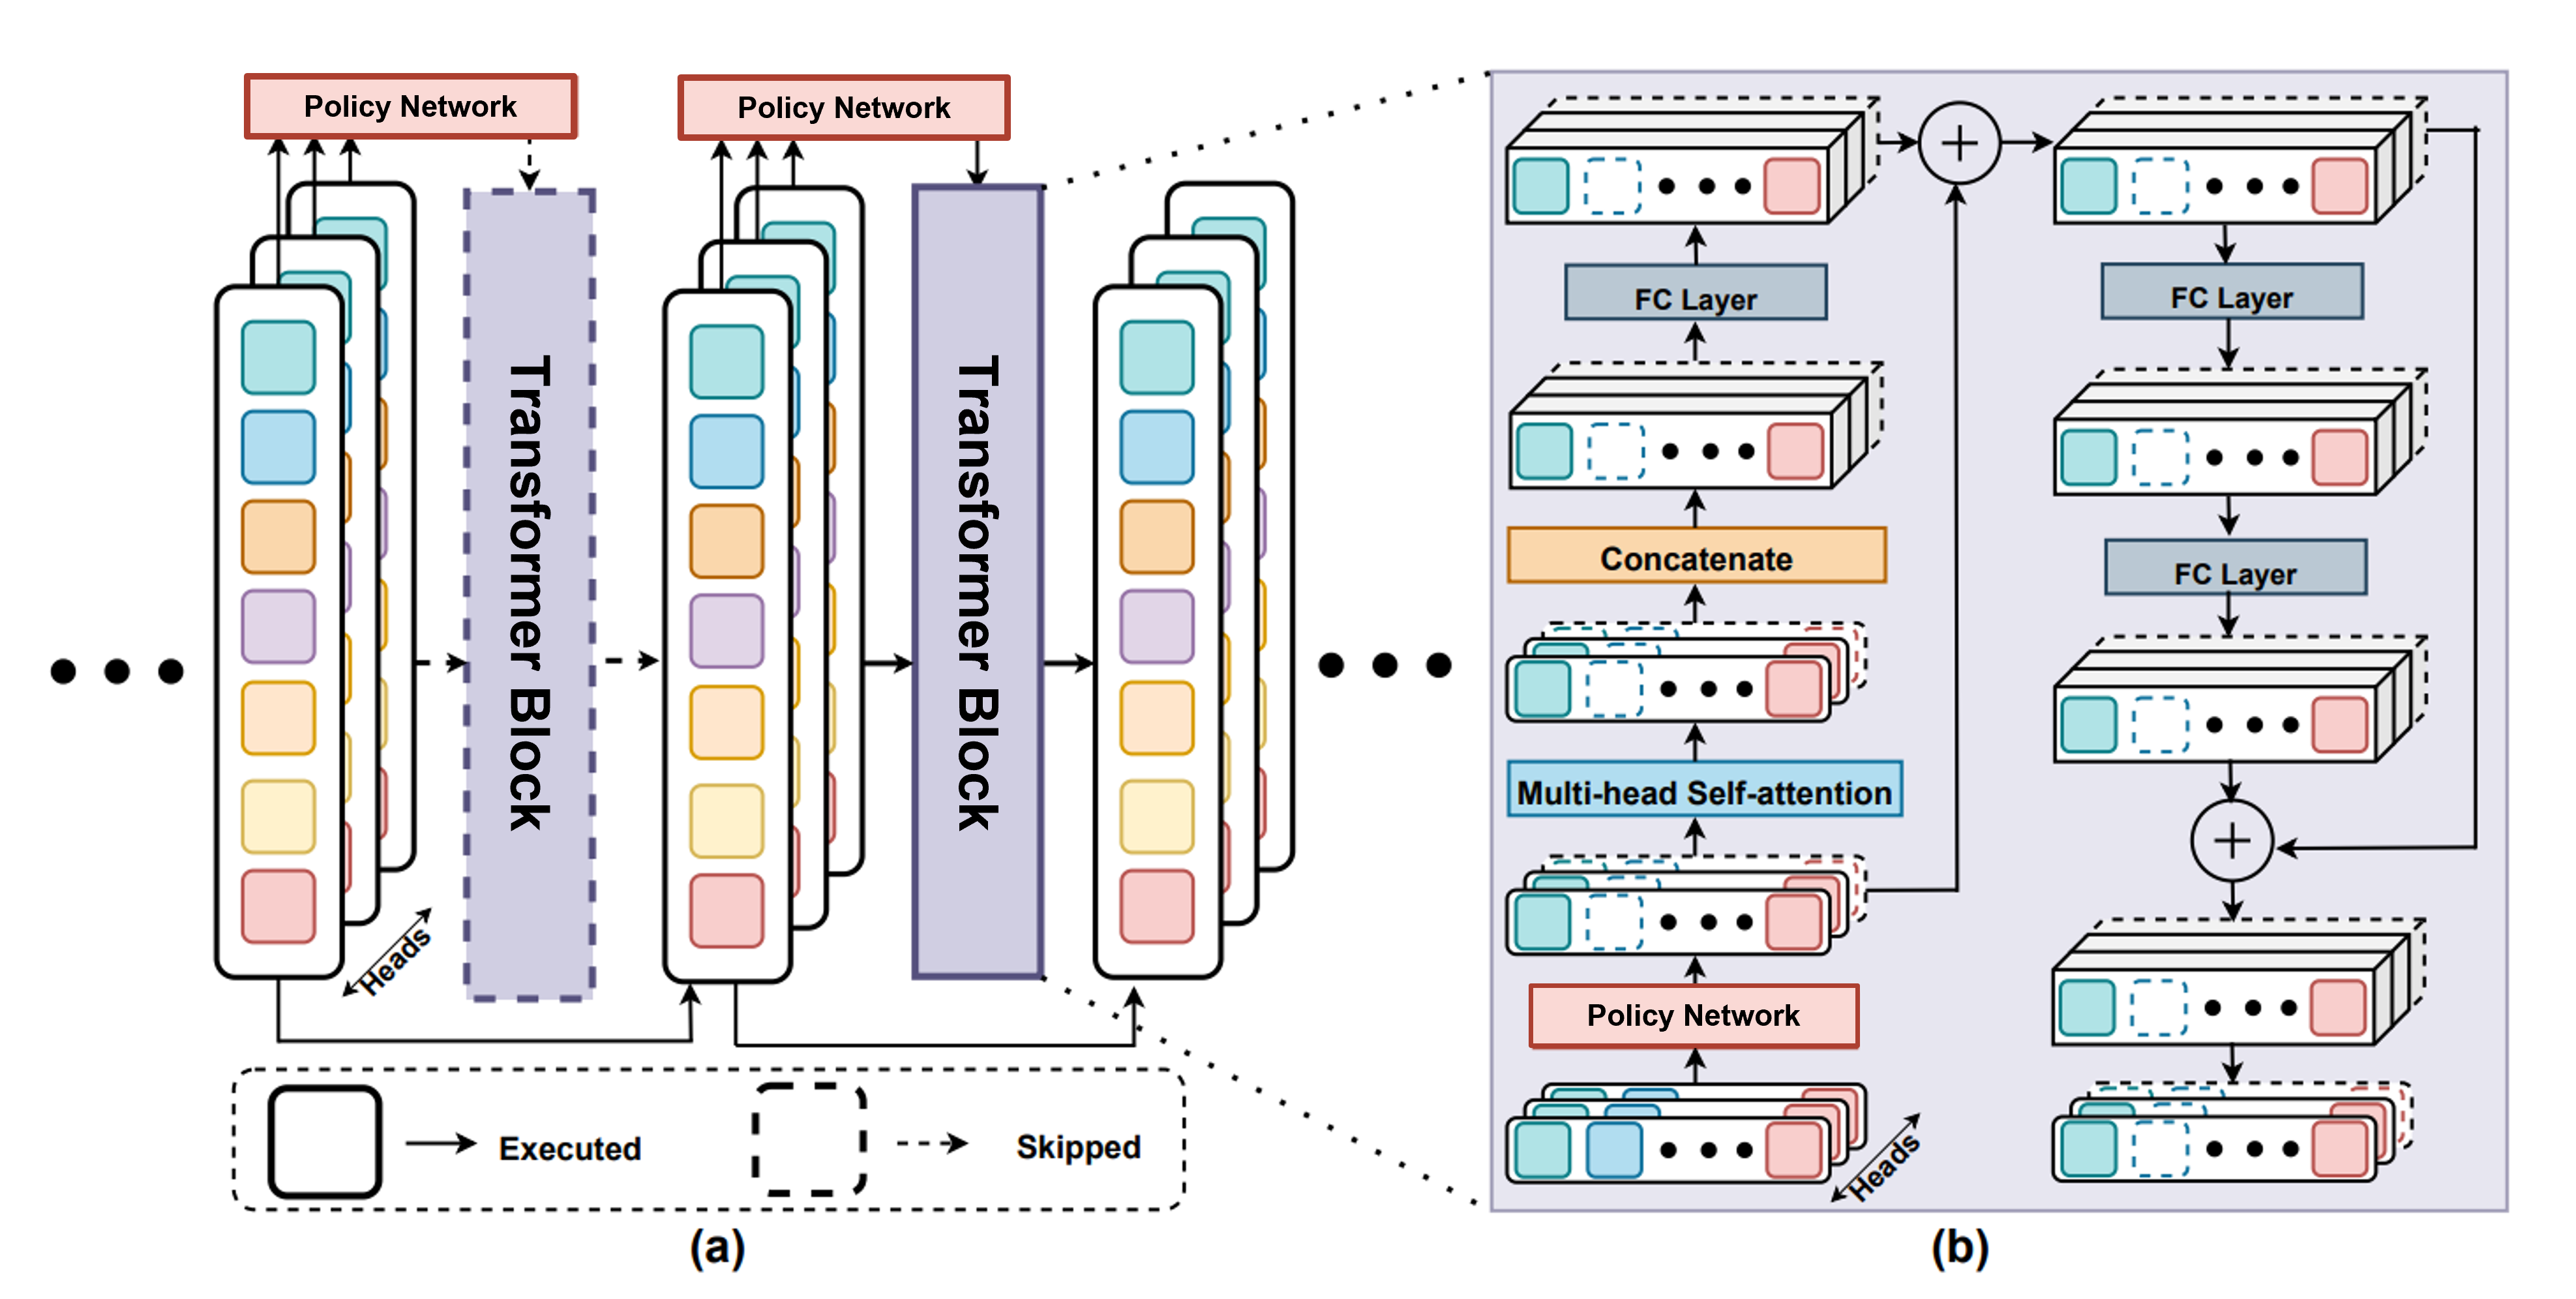 Policy Network
Policy Network
Transformer Block
Transformer Block
Heads
Executed
Skipped
(a)
FC Layer
Concatenate
Multi-head Self-attention
Policy Network
Heads
FC Layer
FC Layer
(b)